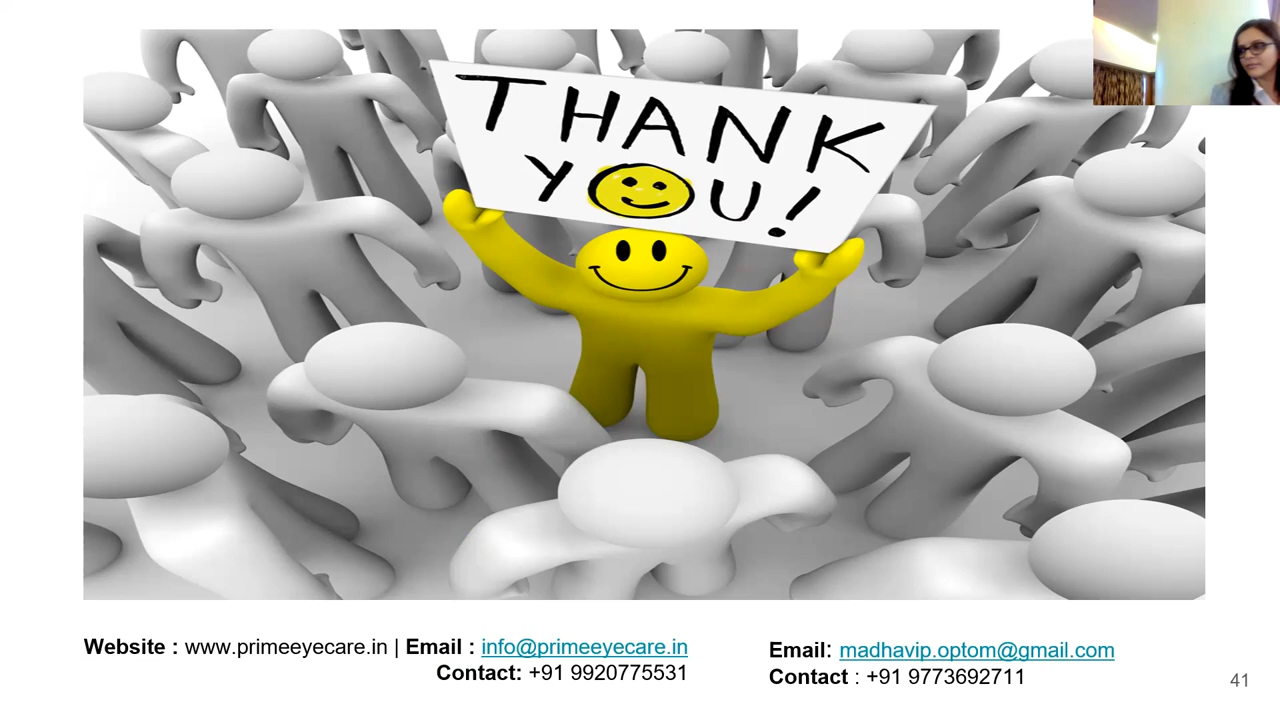 THANK
YOU!
Website : www.primeeyecare.in | Email : info@primeeyecare.in
Contact: +91 9920775531
Email: madhavip.optom@gmail.com
Contact : +91 9773692711
41